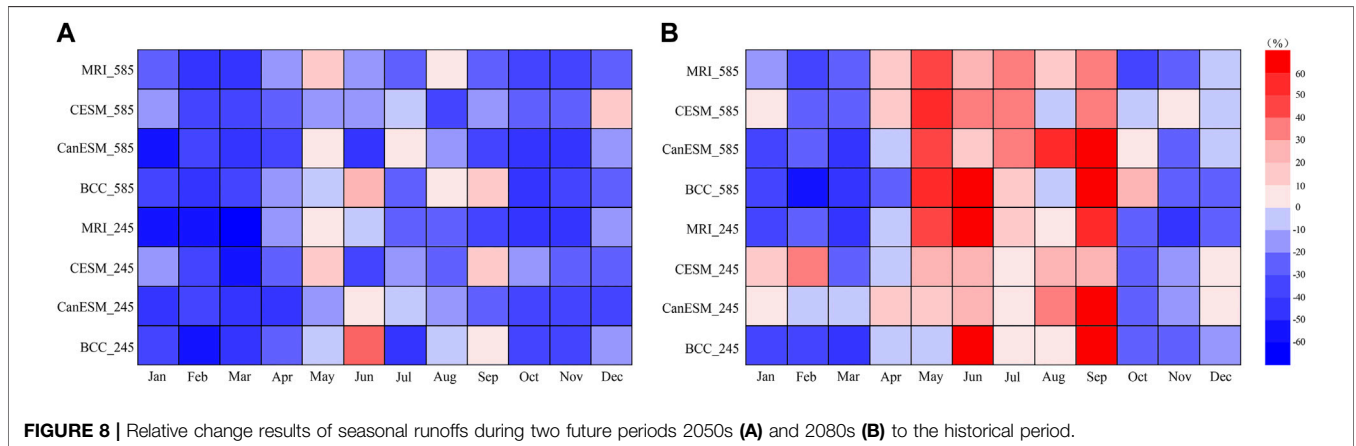 A
B
(%)
MRI_585
CESM_585
CanESM_585
BCC_585
MRI_245
CESM_245
CanESM_245
BCC_245
Jan Feb Mar Apr May Jun Jul Aug Sep Oct Nov Dec
MRI_585
CESM_585
CanESM_585
BCC_585
MRI_245
CESM_245
CanESM_245
BCC_245
Jan Feb Mar Apr May Jun Jul Aug Sep Oct Nov Dec
60
50
40
30
20
10
0
-10
-20
-30
-40
-50
-60
FIGURE 8 | Relative change results of seasonal runoffs during two future periods 2050s (A) and 2080s (B) to the historical period.